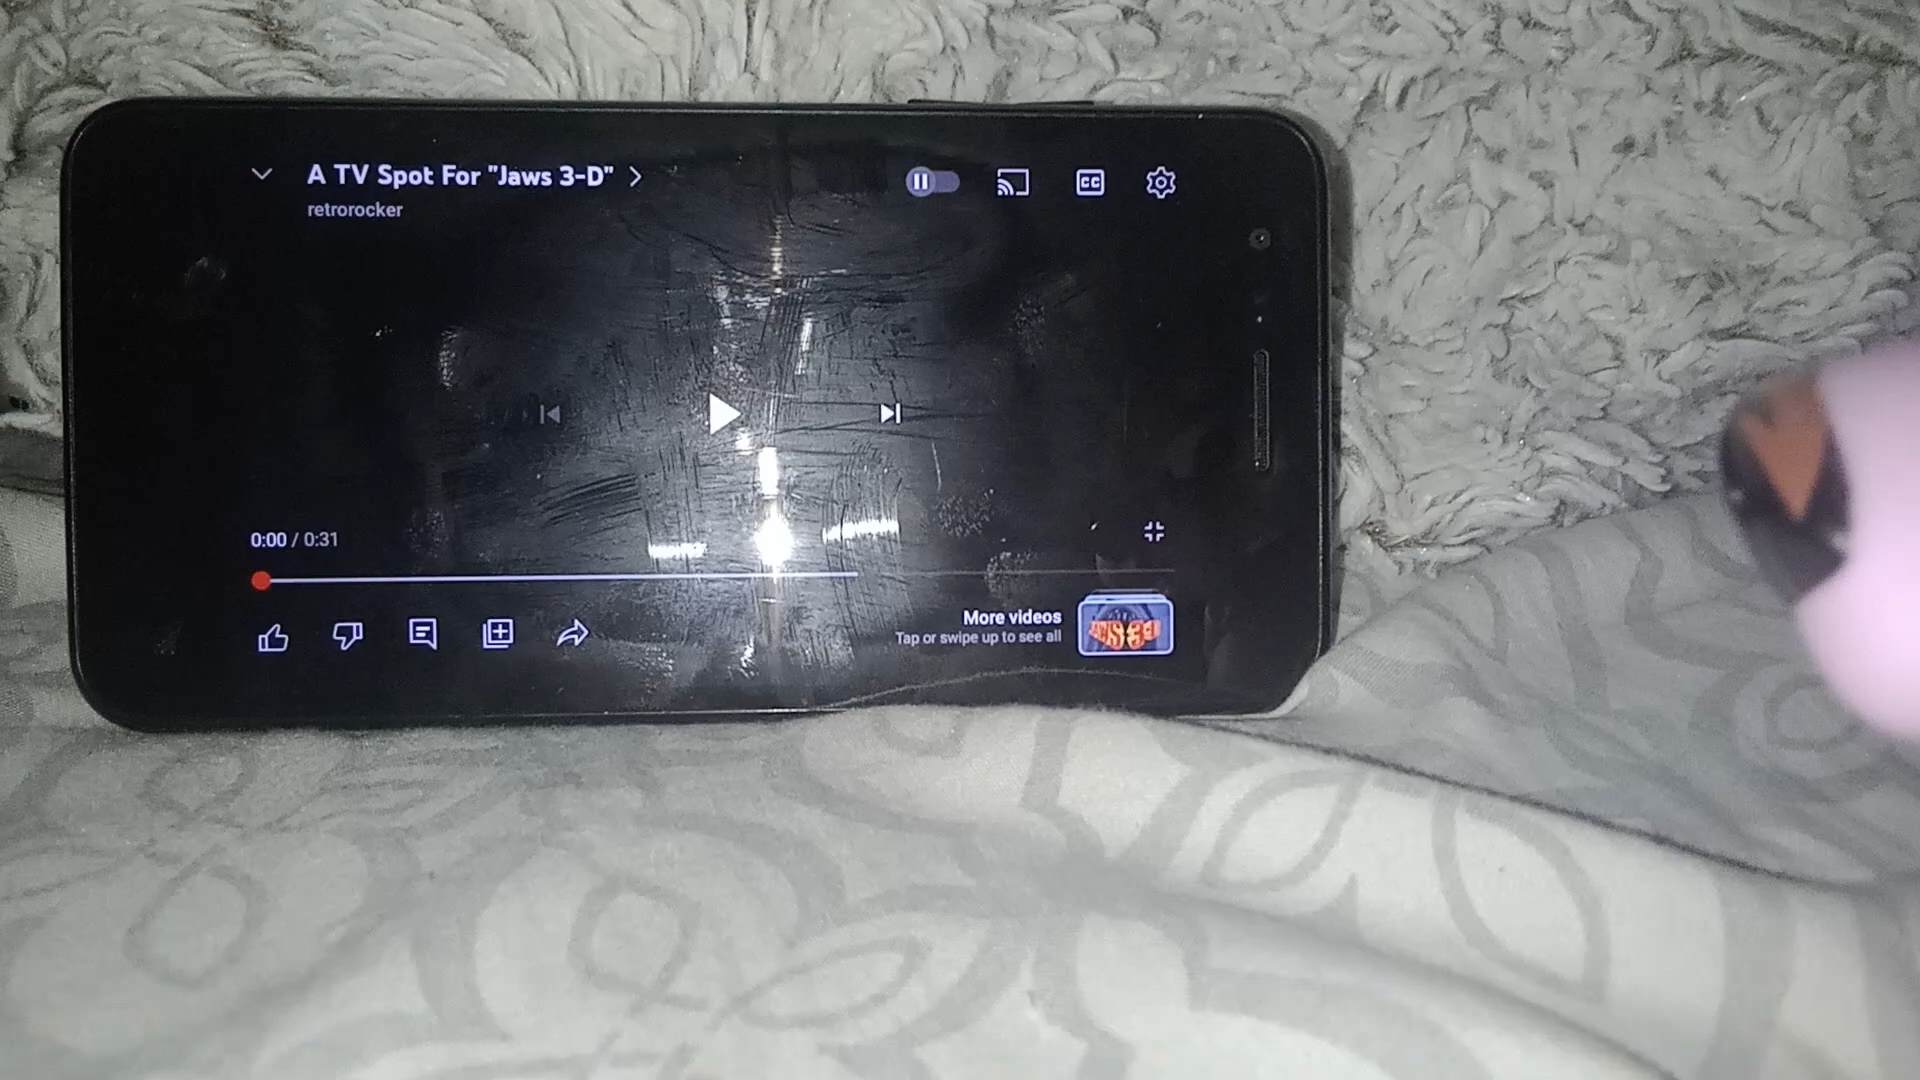 A TV Spot For "Jaws 3-D"
retrorocker
CC
0:00 / 0:31
More videos
Tap or swipe up to see all